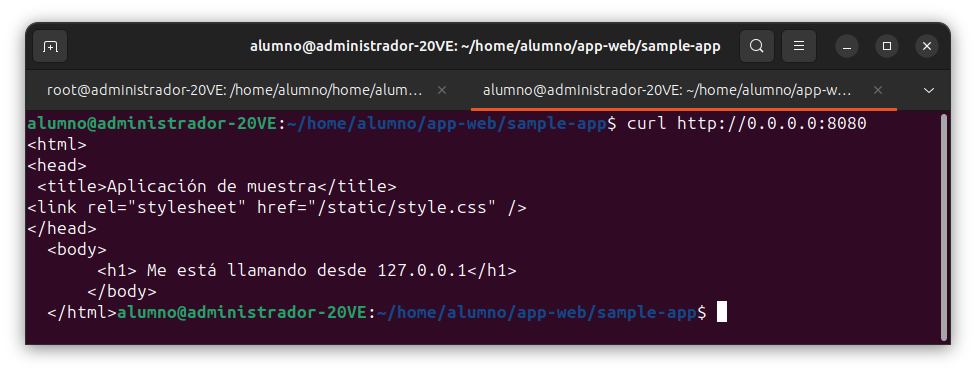 alumno@administrador-20VE: ~/home/alumno/app-web/sample-app
root@administrador-20VE: /home/alumno/home/alum...
alumno@administrador-20VE: ~/home/alumno/app-w...
alumno@administrador-20VE:~/home/alumno/app-web/sample-app$ curl http://0.0.0.0:8080
<html>
<head>
 <title>Aplicación de muestra</title>
<link rel="stylesheet" href="/static/style.css" />
</head>
  <body>
       <h1> Me está llamando desde 127.0.0.1</h1>
      </body>
  </html>alumno@administrador-20VE:~/home/alumno/app-web/sample-app$